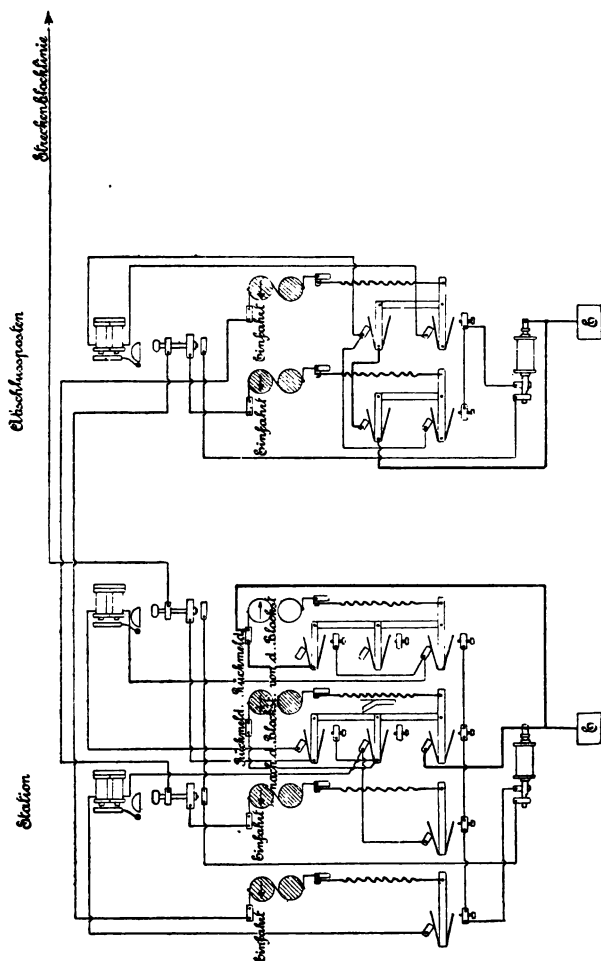 Streckenblocklinie
Abschlussposten
Station
Einfahrt
Einfahrt
Rückmeld. von d. Blockst
Rückmeld. nach d. Blockst.
Einfahrt
Einfahrt
E
E